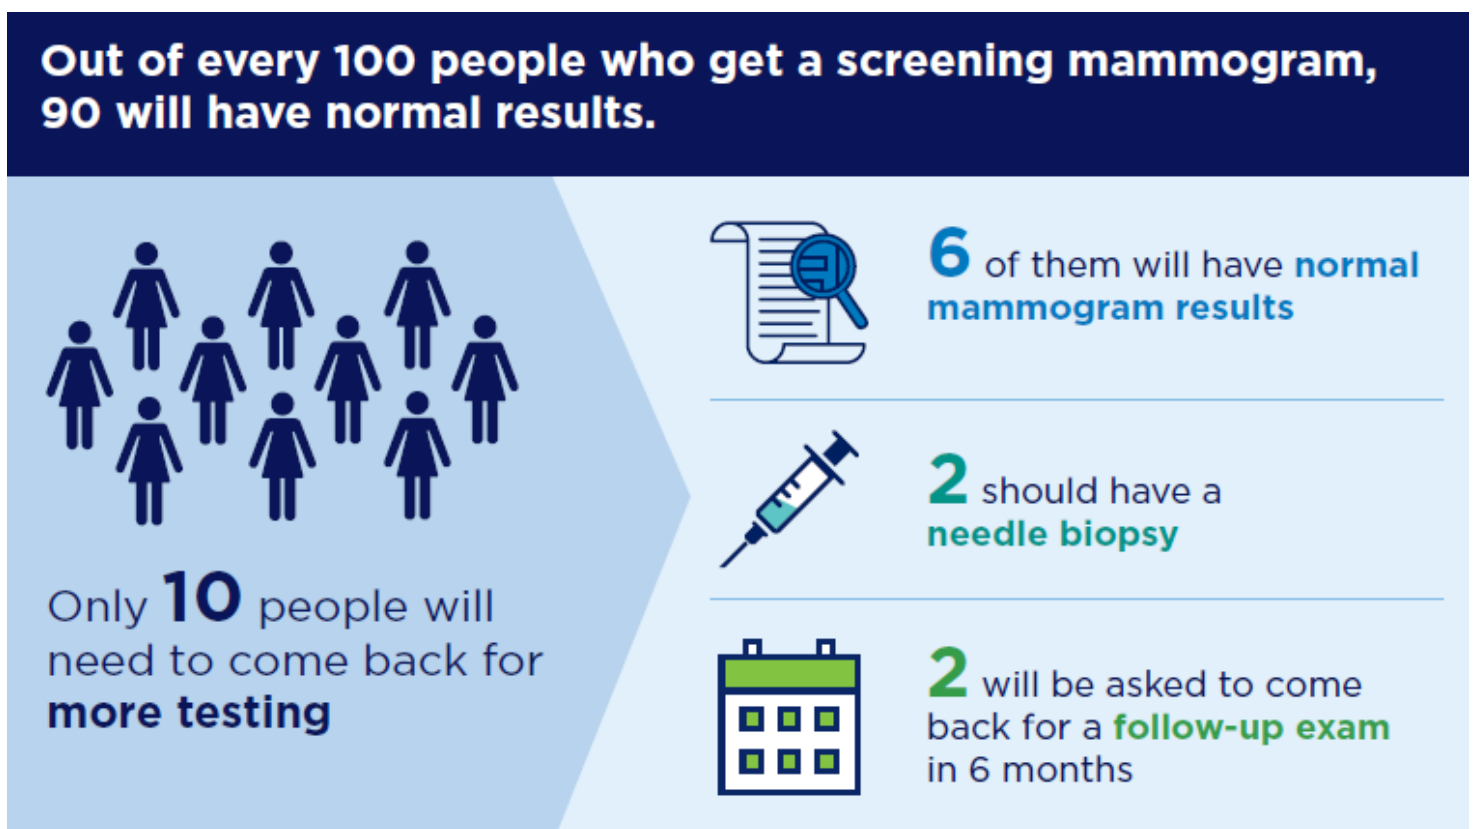 Out of every 100 people who get a screening mammogram,
90 will have normal results.
Only 10 people will
need to come back for
more testing
6 of them will have normal
mammogram results
2 should have a
needle biopsy
2 will be asked to come
back for a follow-up exam
in 6 months